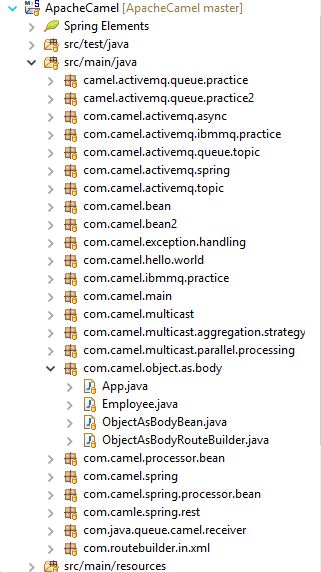 ApacheCamel [ApacheCamel master]
Spring Elements
src/test/java
src/main/java
camel.activemq.queue.practice
camel.activemq.queue.practice2
com.camel.activemq.async
com.camel.activemq.ibmmq.practice
com.camel.activemq.queue.topic
com.camel.activemq.spring
com.camel.activemq.topic
com.camel.bean
com.camel.bean2
com.camel.exception.handling
com.camel.hello.world
com.camel.ibmmq.practice
com.camel.main
com.camel.multicast
com.camel.multicast.aggregation.strategy
com.camel.multicast.parallel.processing
com.camel.object.as.body
App.java
Employee.java
ObjectAsBodyBean.java
ObjectAsBodyRouteBuilder.java
com.camel.processor.bean
com.camel.spring
com.camel.spring.processor.bean
com.camle.spring.rest
com.java.queue.camel.receiver
com.routebuilder.in.xml
src/main/resources